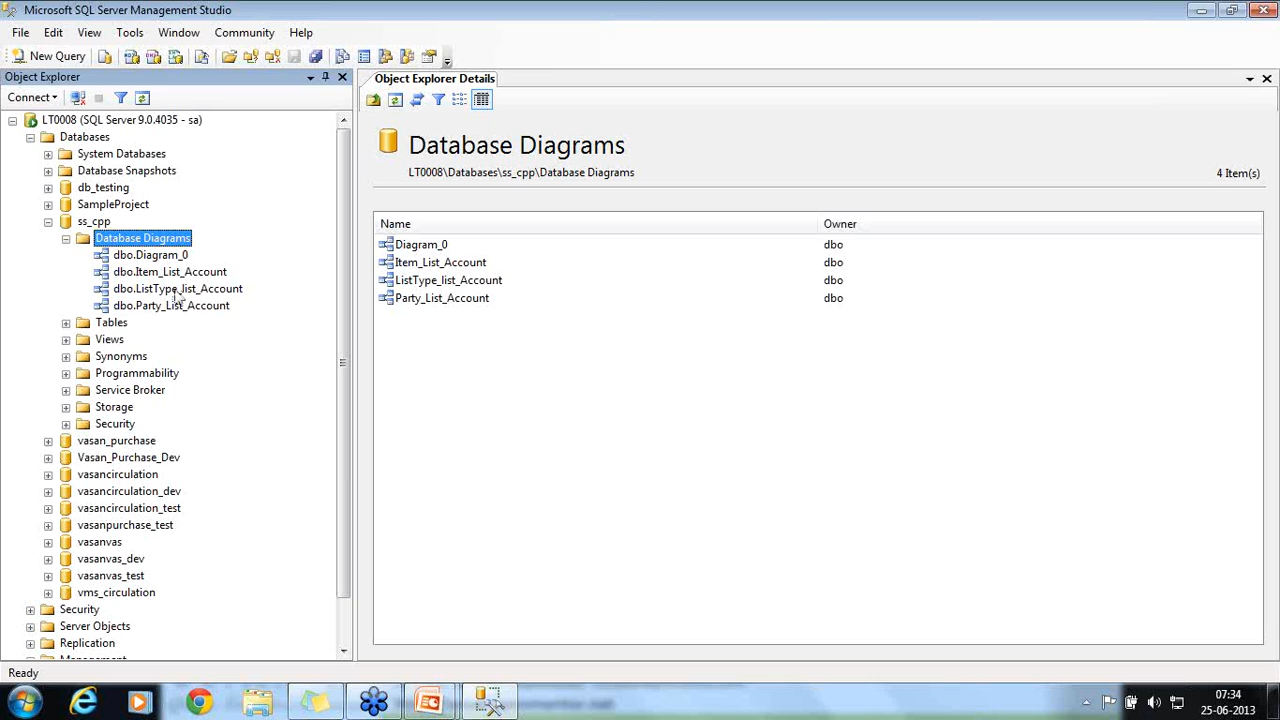 Microsoft SQL Server Management Studio
File Edit View Tools Window Community Help
New Query
Object Explorer
Connect
LT0008 (SQL Server 9.0.4035 - sa)
Databases
System Databases
Database Snapshots
db_testing
SampleProject
ss_cpp
Database Diagrams
dbo.Diagram_0
dbo.Item_List_Account
dbo.ListType_list_Account
dbo.Party_List_Account
Tables
Views
Synonyms
Programmability
Service Broker
Storage
Security
vasan_purchase
Vasan_Purchase_Dev
vasancirculation
vasancirculation_dev
vasancirculation_test
vasanpurchase_test
vasanvas
vasanvas_dev
vasanvas_test
vms_circulation
Security
Server Objects
Replication
Management
Object Explorer Details
Database Diagrams
LT0008\Databases\ss_cpp\Database Diagrams
4 Item(s)
Name Owner
Diagram_0 dbo
Item_List_Account dbo
ListType_list_Account dbo
Party_List_Account dbo
Ready
07:34
25-06-2013